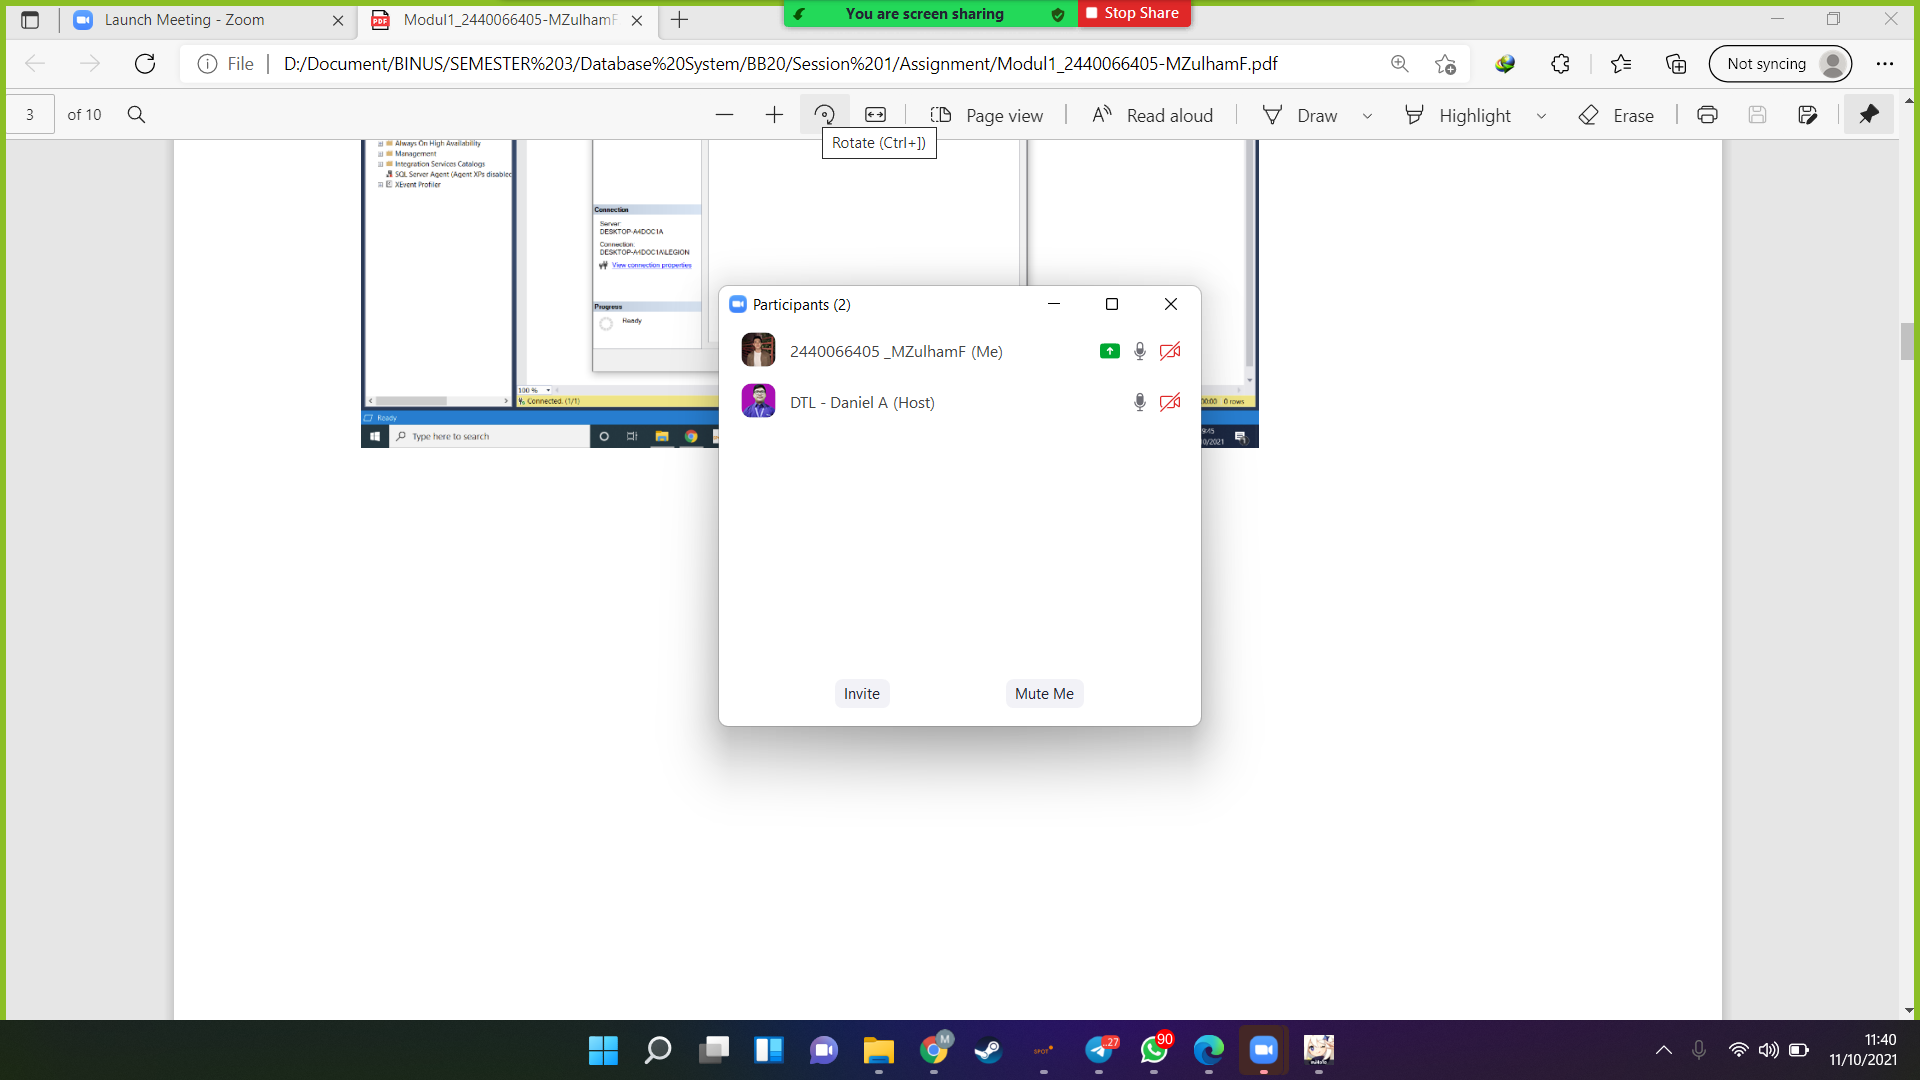 Launch Meeting - Zoom
Modul1_2440066405-MZulhamF
You are screen sharing
Stop Share
File
D:/Document/BINUS/SEMESTER%203/Database%20System/BB20/Session%201/Assignment/Modul1_2440066405-MZulhamF.pdf
Not syncing
3 of 10
Page view
Read aloud
Draw
Highlight
Erase
Rotate (Ctrl+])
Always On High Availability
Management
Integration Services Catalogs
SQL Server Agent (Agent XPs disabled
XEvent Profiler
Connection
Server:
DESKTOP-A4DOC1A
Connection:
DESKTOP-A4DOC1A\LEGION
View connection properties
Progress
Ready
100 %
Connected. (1/1)
00:00 0 rows
Ready
Type here to search
Participants (2)
2440066405 _MZulhamF (Me)
DTL - Daniel A (Host)
Invite
Mute Me
M
SPOT
27
90
11:40
11/10/2021